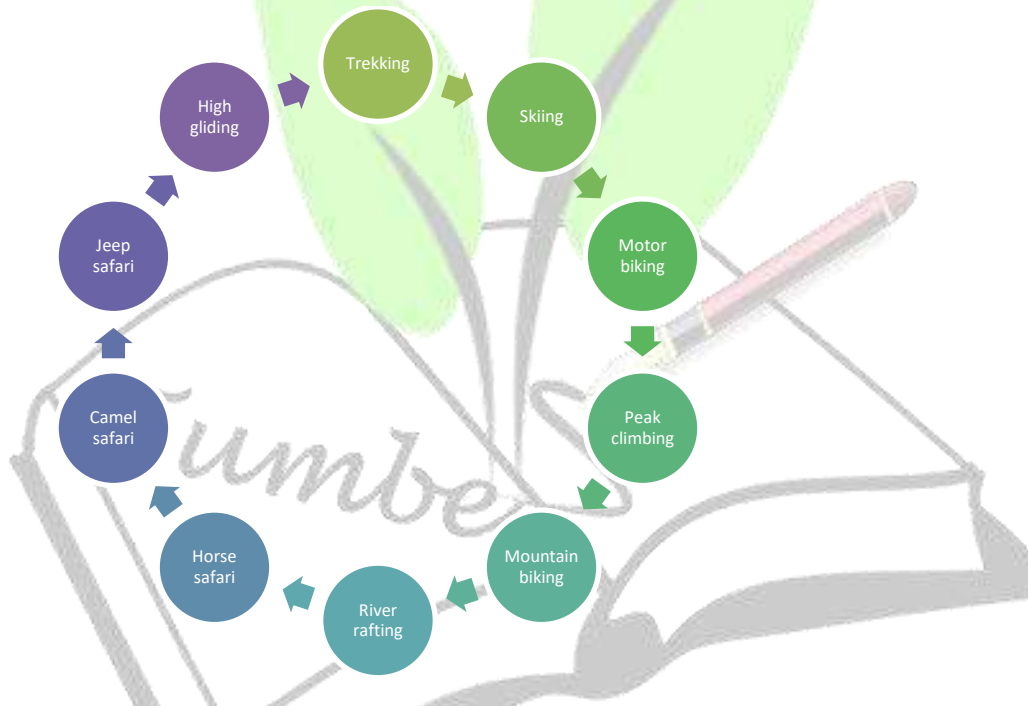 Trekking
Skiing
Motor
biking
Peak
climbing
Mountain
biking
River
rafting
Horse
safari
Camel
safari
Jeep
safari
High
gliding